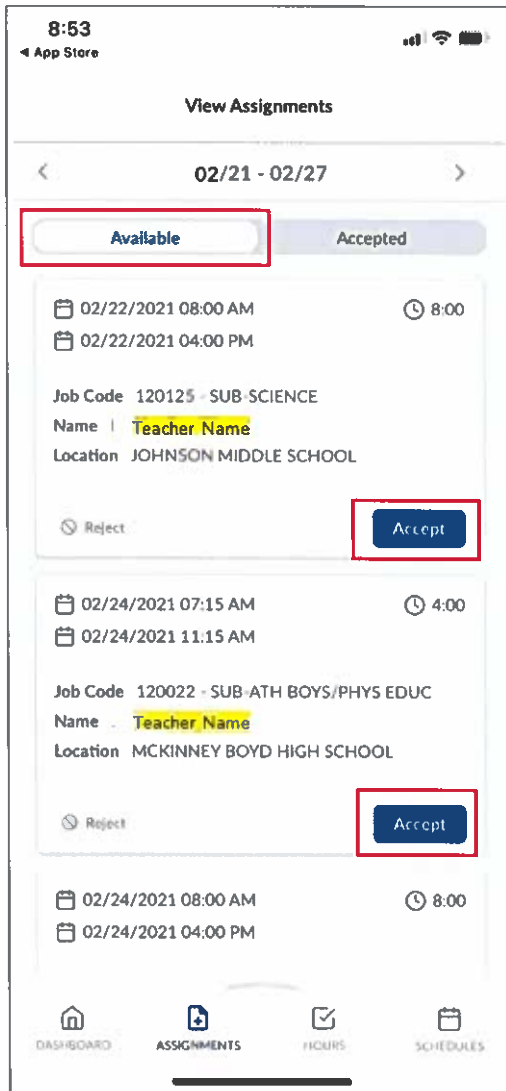 8:53
◄ App Store
View Assignments
< 02/21 - 02/27 >
Available Accepted
02/22/2021 08:00 AM 8:00
02/22/2021 04:00 PM
Job Code 120125 - SUB-SCIENCE
Name Teacher Name
Location JOHNSON MIDDLE SCHOOL
Reject Accept
02/24/2021 07:15 AM 4:00
02/24/2021 11:15 AM
Job Code 120022 - SUB-ATH BOYS/PHYS EDUC
Name Teacher Name
Location MCKINNEY BOYD HIGH SCHOOL
Reject Accept
02/24/2021 08:00 AM 8:00
02/24/2021 04:00 PM
DASHBOARD ASSIGNMENTS HOURS SCHEDULES